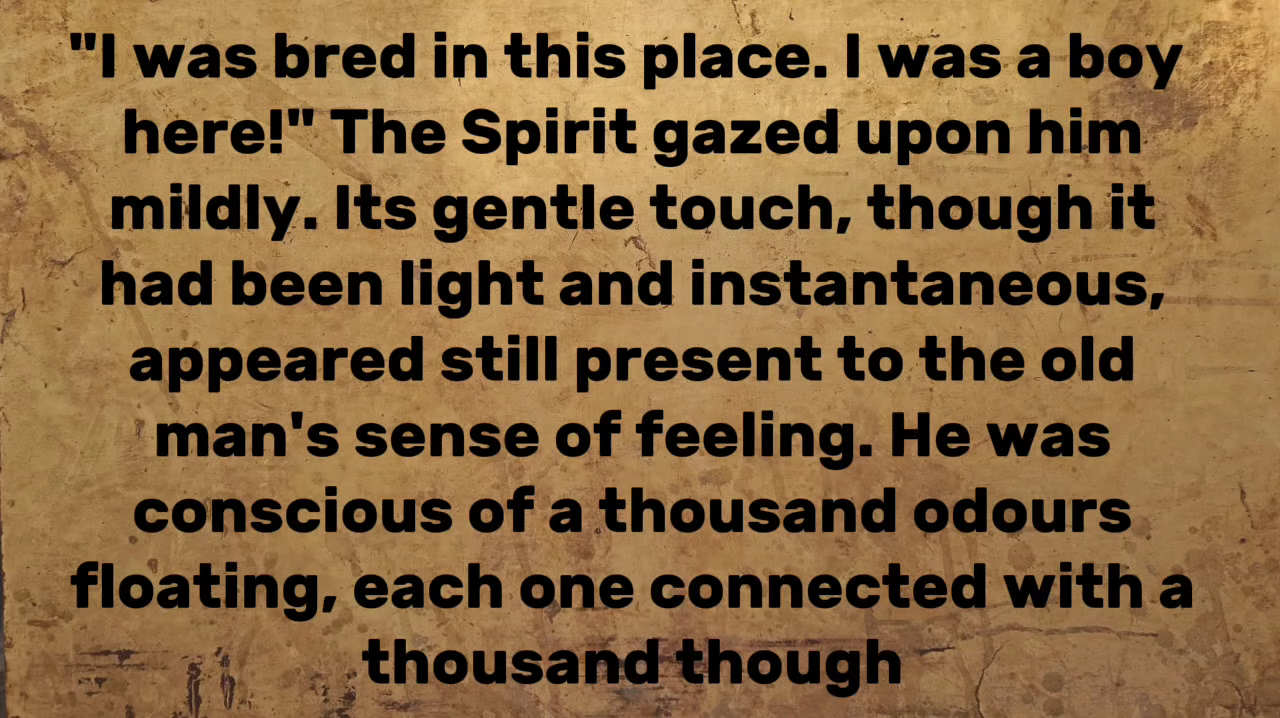 "I was bred in this place. I was a boy
here!" The Spirit gazed upon him
mildly. Its gentle touch, though it
had been light and instantaneous,
appeared still present to the old
man's sense of feeling. He was
conscious of a thousand odours
floating, each one connected with a
thousand though